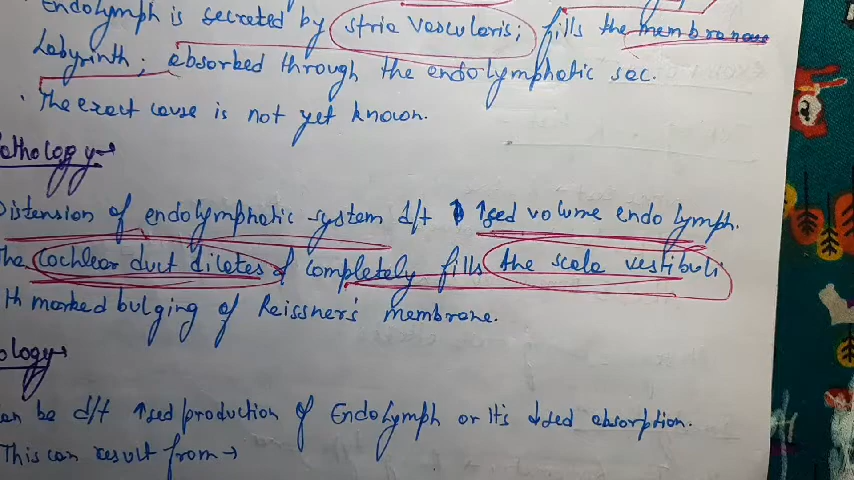 Endolymph is secreted by stria vascularis; fills the membranous
Labyrinth; absorbed through the endolymphatic sac.
· The exact cause is not yet known.
athology→
Distension of endolymphatic system d/t ↑sed volume endolymph.
The Cochlear duct dilates & completely fills the scala vestibuli
ith marked bulging of Reissner's membrane.
ology→
can be d/t ↑sed production of Endolymph or It's ↓sed absorption.
This can result from→